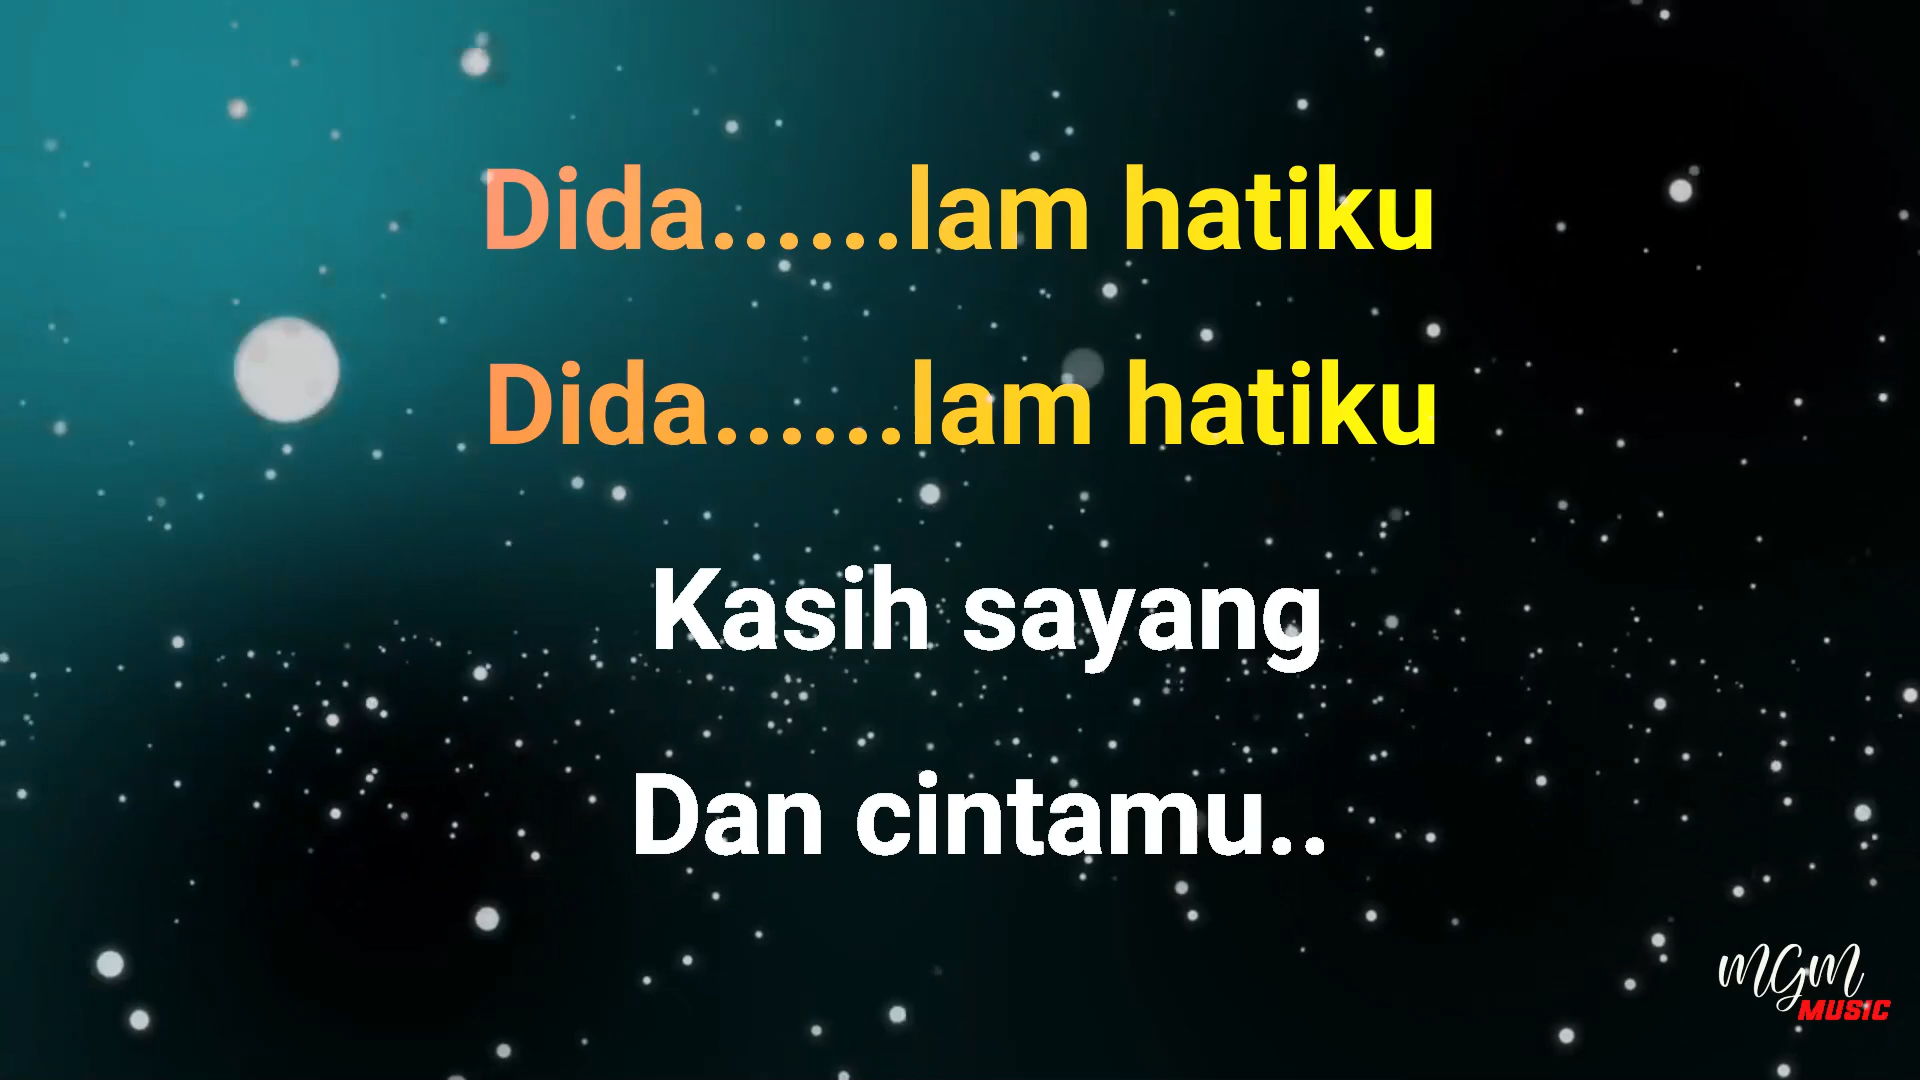 Dida......lam hatiku
Dida......lam hatiku
Kasih sayang
Dan cintamu..
MGM
MUSIC